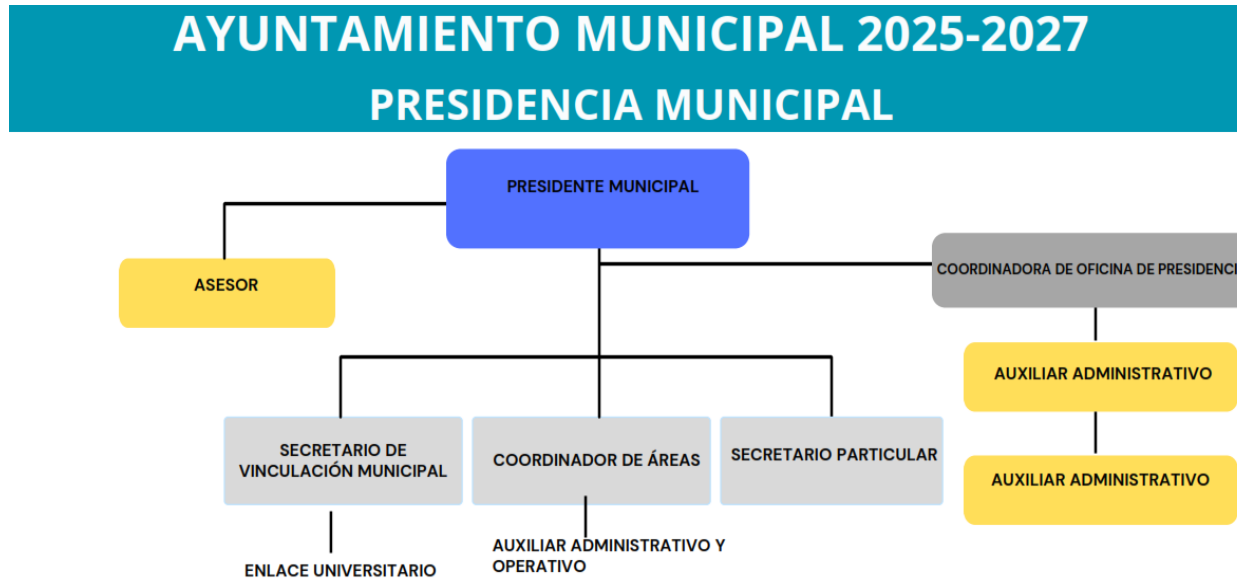 AYUNTAMIENTO MUNICIPAL 2025-2027
PRESIDENCIA MUNICIPAL
PRESIDENTE MUNICIPAL
ASESOR
COORDINADORA DE OFICINA DE PRESIDENCI
AUXILIAR ADMINISTRATIVO
AUXILIAR ADMINISTRATIVO
SECRETARIO DE
VINCULACIÓN MUNICIPAL
COORDINADOR DE ÁREAS
SECRETARIO PARTICULAR
ENLACE UNIVERSITARIO
AUXILIAR ADMINISTRATIVO Y
OPERATIVO